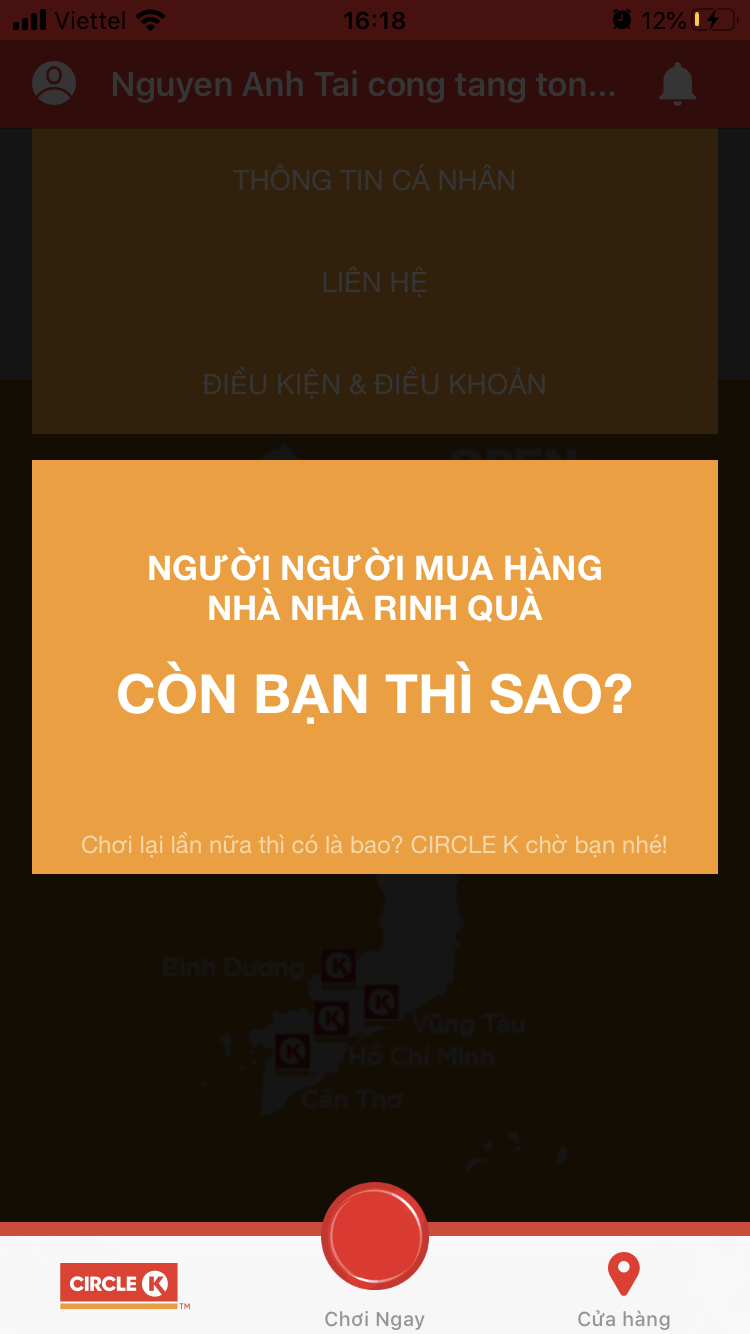 Viettel
16:18
12%
Nguyen Anh Tai cong tang ton...
THÔNG TIN CÁ NHÂN
LIÊN HỆ
ĐIỀU KIỆN & ĐIỀU KHOẢN
OPEN
NGƯỜI NGƯỜI MUA HÀNG
NHÀ NHÀ RINH QUÀ
CÒN BẠN THÌ SAO?
Chơi lại lần nữa thì có là bao? CIRCLE K chờ bạn nhé!
Bình Dương
K
K
Vũng Tàu
K
Hồ Chí Minh
K
Cần Thơ
CIRCLE K TM
Chơi Ngay
Cửa hàng